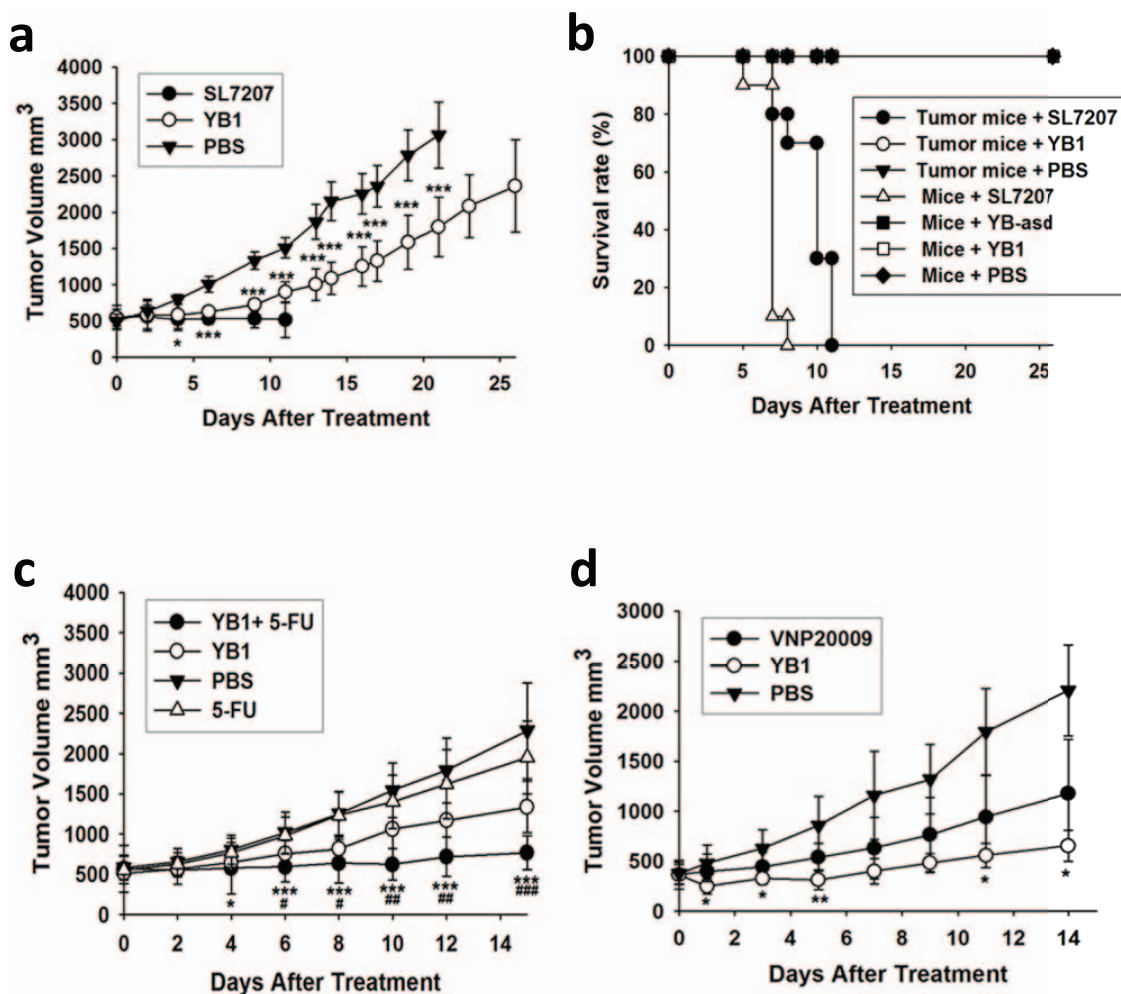 a
4000
3500
3000
2500
2000
1500
1000
500
0
Tumor Volume mm3
SL7207
YB1
PBS
*
***
***
***
***
***
***
***
***
***
0 5 10 15 20 25
Days After Treatment
b
100
80
60
40
20
0
Survival rate (%)
Tumor mice + SL7207
Tumor mice + YB1
Tumor mice + PBS
Mice + SL7207
Mice + YB-asd
Mice + YB1
Mice + PBS
0 5 10 15 20 25
Days After Treatment
c
4000
3500
3000
2500
2000
1500
1000
500
0
Tumor Volume mm3
YB1+ 5-FU
YB1
PBS
5-FU
* *** *** *** *** ***
# # ## ## ###
0 2 4 6 8 10 12 14
Days After Treatment
d
3000
2500
2000
1500
1000
500
0
Tumor Volume mm3
VNP20009
YB1
PBS
* * ** * *
0 2 4 6 8 10 12 14
Days After Treatment